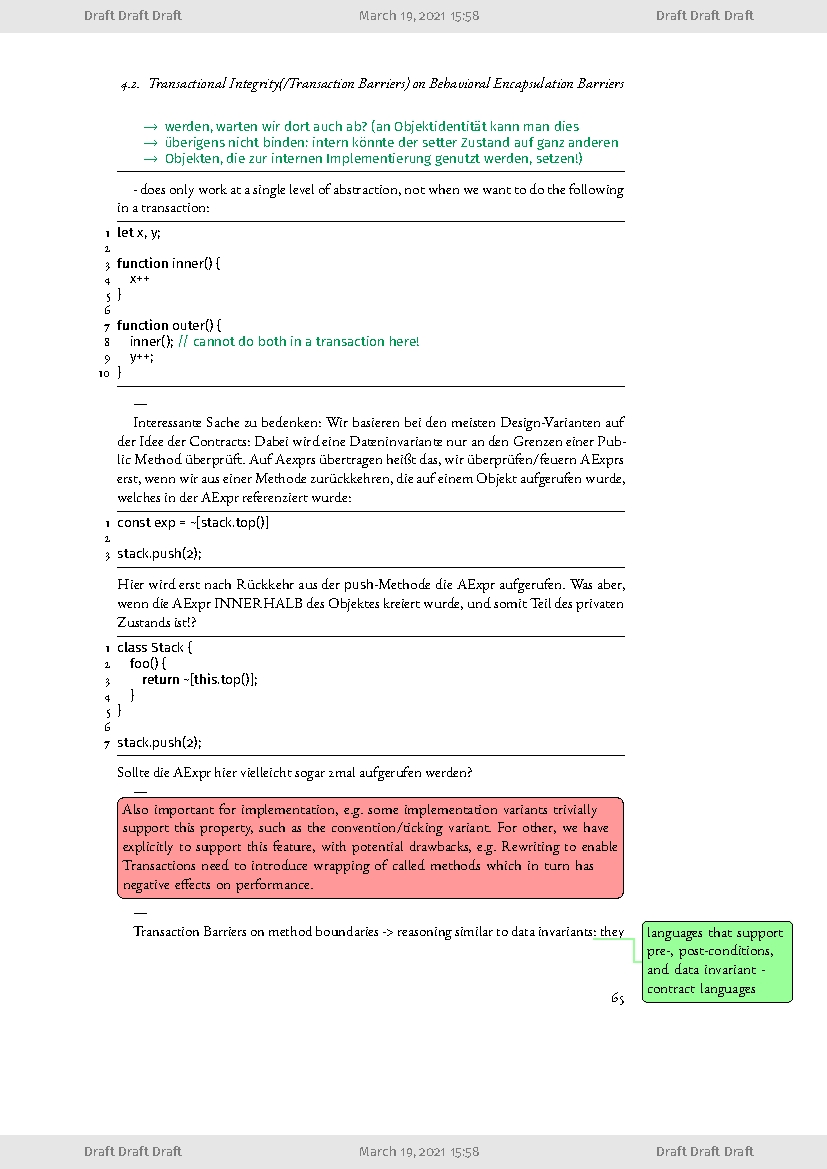 Draft Draft Draft March 19, 2021 15:58 Draft Draft Draft
4.2. Transactional Integrity(/Transaction Barriers) on Behavioral Encapsulation Barriers
→ werden, warten wir dort auch ab? (an Objektidentität kann man dies
→ überigens nicht binden: intern könnte der setter Zustand auf ganz anderen
→ Objekten, die zur internen Implementierung genutzt werden, setzen!)
- does only work at a single level of abstraction, not when we want to do the following
in a transaction:
1 let x, y;
2
3 function inner() {
4 x++
5 }
6
7 function outer() {
8 inner(); // cannot do both in a transaction here!
9 y++;
10 }
—
Interessante Sache zu bedenken: Wir basieren bei den meisten Design-Varianten auf
der Idee der Contracts: Dabei wird eine Dateninvariante nur an den Grenzen einer Pub-
lic Method überprüft. Auf Aexprs übertragen heißt das, wir überprüfen/feuern AExprs
erst, wenn wir aus einer Methode zurückkehren, die auf einem Objekt aufgerufen wurde,
welches in der AExpr referenziert wurde:
1 const exp = ~[stack.top()]
2
3 stack.push(2);
Hier wird erst nach Rückkehr aus der push-Methode die AExpr aufgerufen. Was aber,
wenn die AExpr INNERHALB des Objektes kreiert wurde, und somit Teil des privaten
Zustands ist!?
1 class Stack {
2 foo() {
3 return ~[this.top()];
4 }
5 }
6
7 stack.push(2);
Sollte die AExpr hier vielleicht sogar 2mal aufgerufen werden?
—
Also important for implementation, e.g. some implementation variants trivially
support this property, such as the convention/ticking variant. For other, we have
explicitly to support this feature, with potential drawbacks, e.g. Rewriting to enable
Transactions need to introduce wrapping of called methods which in turn has
negative effects on performance.
—
Transaction Barriers on method boundaries -> reasoning similar to data invariants: they
languages that support
pre-, post-conditions,
and data invariant -
contract languages
65
Draft Draft Draft March 19, 2021 15:58 Draft Draft Draft